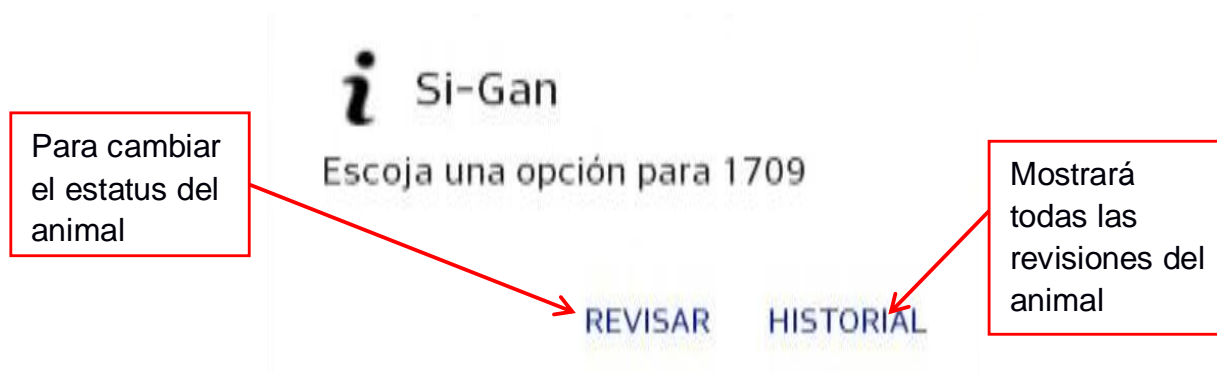 Si-Gan
Escoja una opción para 1709
Para cambiar
el estatus del
animal
Mostrará
todas las
revisiones del
animal
REVISAR HISTORIAL